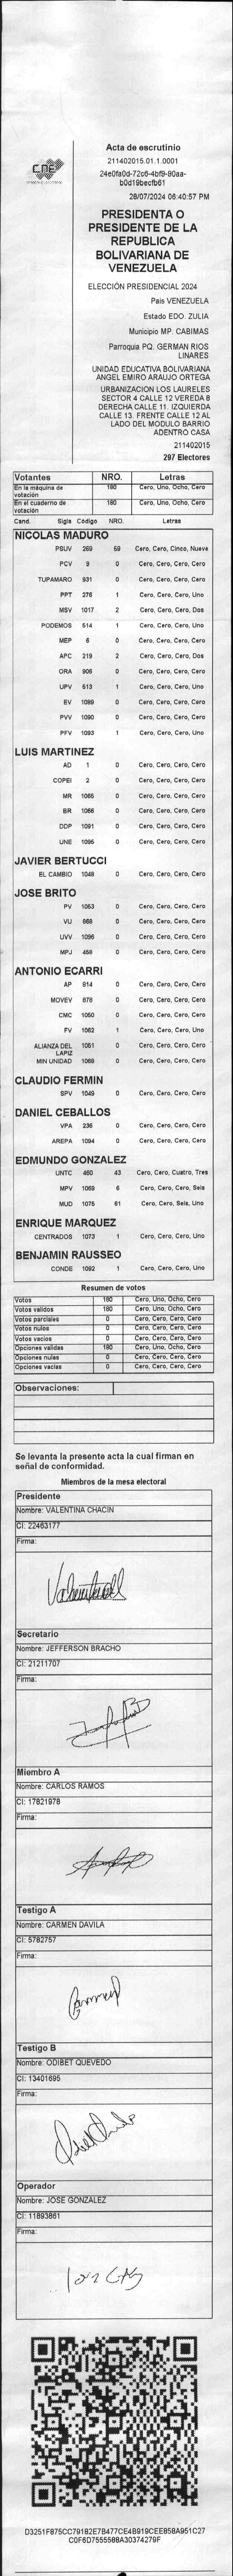 CNE
Acta de escrutinio
211402015.01.1.0001
24e0fa0d-72c6-4bf9-90aa-
b0d19becfb61
28/07/2024 06:40:57 PM
PRESIDENTA O
PRESIDENTE DE LA
REPUBLICA
BOLIVARIANA DE
VENEZUELA
ELECCIÓN PRESIDENCIAL 2024
País VENEZUELA
Estado EDO. ZULIA
Municipio MP. CABIMAS
Parroquia PQ. GERMAN RIOS
LINARES
UNIDAD EDUCATIVA BOLIVARIANA
ANGEL EMIRO ARAUJO ORTEGA
URBANIZACION LOS LAURELES
SECTOR 4 CALLE 12 VEREDA 8
DERECHA CALLE 11. IZQUIERDA
CALLE 13. FRENTE CALLE 12 AL
LADO DEL MODULO BARRIO
ADENTRO CASA
211402015
297 Electores
Votantes NRO. Letras
En la máquina de votación 180 Cero, Uno, Ocho, Cero
En el cuaderno de votación 180 Cero, Uno, Ocho, Cero
Cand. Sigla Código NRO. Letras
NICOLAS MADURO
PSUV 269 59 Cero, Cero, Cinco, Nueve
PCV 9 0 Cero, Cero, Cero, Cero
TUPAMARO 931 0 Cero, Cero, Cero, Cero
PPT 276 1 Cero, Cero, Cero, Uno
MSV 1017 2 Cero, Cero, Cero, Dos
PODEMOS 514 1 Cero, Cero, Cero, Uno
MEP 6 0 Cero, Cero, Cero, Cero
APC 219 2 Cero, Cero, Cero, Dos
ORA 906 0 Cero, Cero, Cero, Cero
UPV 513 1 Cero, Cero, Cero, Uno
EV 1089 0 Cero, Cero, Cero, Cero
PVV 1090 0 Cero, Cero, Cero, Cero
PFV 1093 1 Cero, Cero, Cero, Uno
LUIS MARTINEZ
AD 1 0 Cero, Cero, Cero, Cero
COPEI 2 0 Cero, Cero, Cero, Cero
MR 1065 0 Cero, Cero, Cero, Cero
BR 1066 0 Cero, Cero, Cero, Cero
DDP 1091 0 Cero, Cero, Cero, Cero
UNE 1095 0 Cero, Cero, Cero, Cero
JAVIER BERTUCCI
EL CAMBIO 1048 0 Cero, Cero, Cero, Cero
JOSE BRITO
PV 1053 0 Cero, Cero, Cero, Cero
VU 868 0 Cero, Cero, Cero, Cero
UVV 1096 0 Cero, Cero, Cero, Cero
MPJ 458 0 Cero, Cero, Cero, Cero
ANTONIO ECARRI
AP 814 0 Cero, Cero, Cero, Cero
MOVEV 878 0 Cero, Cero, Cero, Cero
CMC 1050 0 Cero, Cero, Cero, Cero
FV 1062 1 Cero, Cero, Cero, Uno
ALIANZA DEL LAPIZ 1051 0 Cero, Cero, Cero, Cero
MIN UNIDAD 1069 0 Cero, Cero, Cero, Cero
CLAUDIO FERMIN
SPV 1049 0 Cero, Cero, Cero, Cero
DANIEL CEBALLOS
VPA 236 0 Cero, Cero, Cero, Cero
AREPA 1094 0 Cero, Cero, Cero, Cero
EDMUNDO GONZALEZ
UNTC 460 43 Cero, Cero, Cuatro, Tres
MPV 1069 6 Cero, Cero, Cero, Seis
MUD 1075 61 Cero, Cero, Seis, Uno
ENRIQUE MARQUEZ
CENTRADOS 1073 1 Cero, Cero, Cero, Uno
BENJAMIN RAUSSEO
CONDE 1092 1 Cero, Cero, Cero, Uno
Resumen de votos
Votos 180 Cero, Uno, Ocho, Cero
Votos válidos 180 Cero, Uno, Ocho, Cero
Votos parciales 0 Cero, Cero, Cero, Cero
Votos nulos 0 Cero, Cero, Cero, Cero
Votos vacíos 0 Cero, Cero, Cero, Cero
Opciones válidas 180 Cero, Uno, Ocho, Cero
Opciones nulas 0 Cero, Cero, Cero, Cero
Opciones vacías 0 Cero, Cero, Cero, Cero
Observaciones:
Se levanta la presente acta la cual firman en
señal de conformidad.
Miembros de la mesa electoral
Presidente
Nombre: VALENTINA CHACIN
CI: 22463177
Firma:
Secretario
Nombre: JEFFERSON BRACHO
CI: 21211707
Firma:
Miembro A
Nombre: CARLOS RAMOS
CI: 17821978
Firma:
Testigo A
Nombre: CARMEN DAVILA
CI: 5782757
Firma:
Testigo B
Nombre: ODIBET QUEVEDO
CI: 13401695
Firma:
Operador
Nombre: JOSE GONZALEZ
CI: 11893861
Firma:
D3251F875CC791B2E7B477CE4B919CEE858A951C27
C0F6D755558BA30374279F